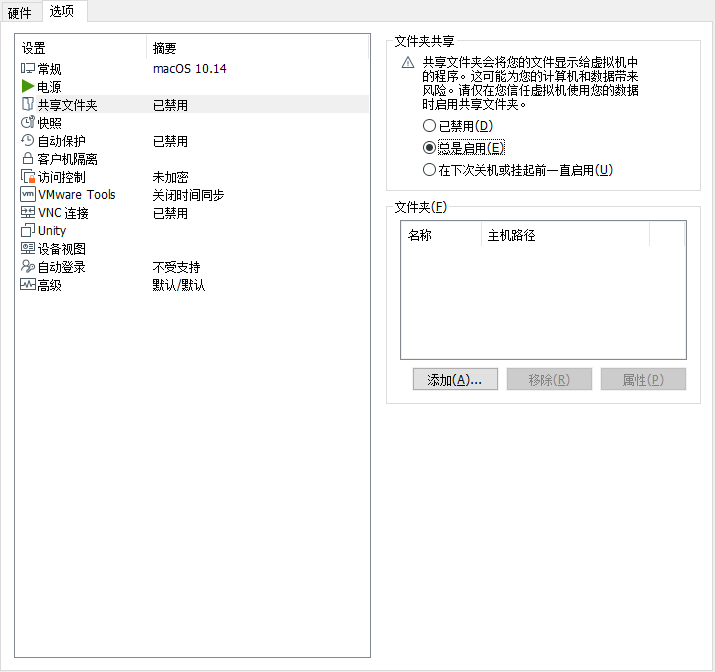 硬件 选项
设置 摘要
常规 macOS 10.14
电源
共享文件夹 已禁用
快照
自动保护 已禁用
客户机隔离
访问控制 未加密
vm VMware Tools 关闭时间同步
VNC 连接 已禁用
Unity
设备视图
自动登录 不受支持
高级 默认/默认
文件夹共享
共享文件夹会将您的文件显示给虚拟机中
的程序。这可能为您的计算机和数据带来
风险。请仅在您信任虚拟机使用您的数据
时启用共享文件夹。
已禁用(D)
总是启用(E)
在下次关机或挂起前一直启用(U)
文件夹(F)
名称 主机路径
添加(A)... 移除(R) 属性(P)